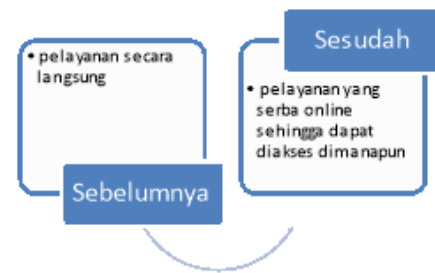 • pelayanan secara
langsung
Sebelumnya
Sesudah
• pelayanan yang
serba online
sehingga dapat
diakses dimanapun